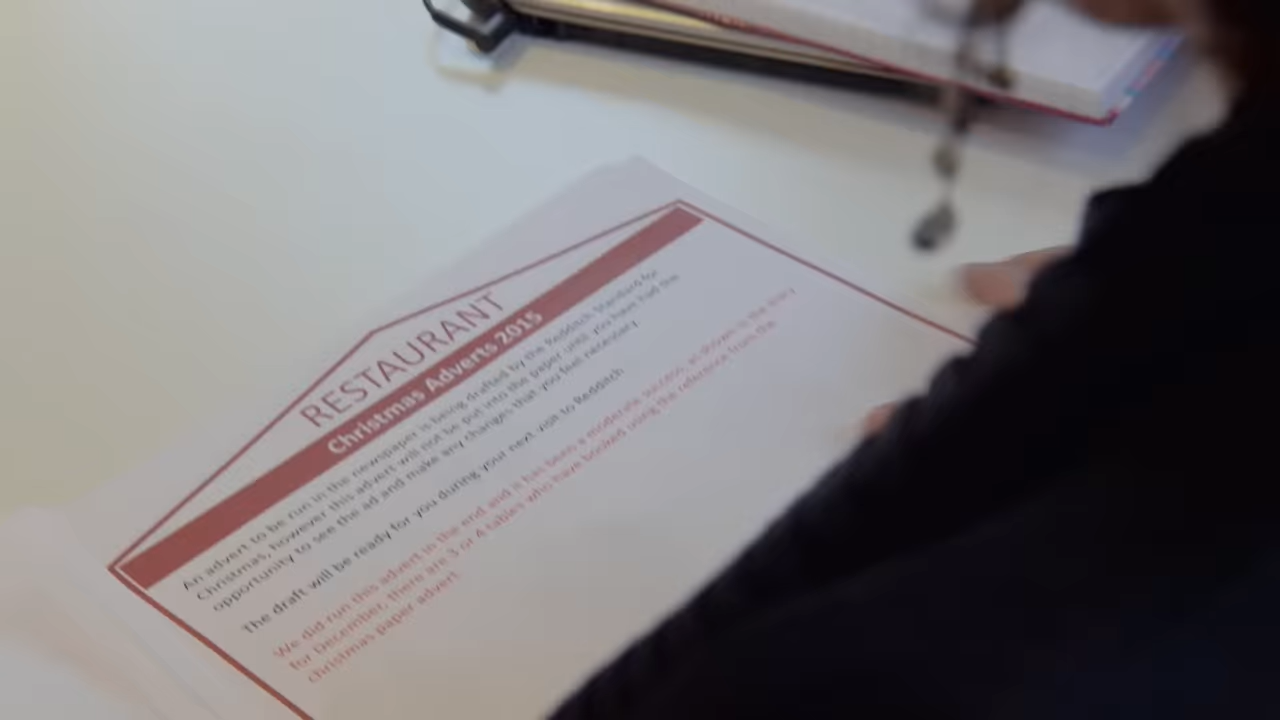 RESTAURANT
Christmas Adverts 2015
An advert to be run in the newspaper is being drafted by the Redditch Standard for
Christmas, however this advert will not be put into the paper until you have had the
opportunity to see the ad and make any changes that you feel necessary.
The draft will be ready for you during your next visit to Redditch
We did run this advert in the end and it has been a moderate success, as shown in the diary
for December, there are 3 or 4 tables who have booked using the reference from the
christmas paper advert.